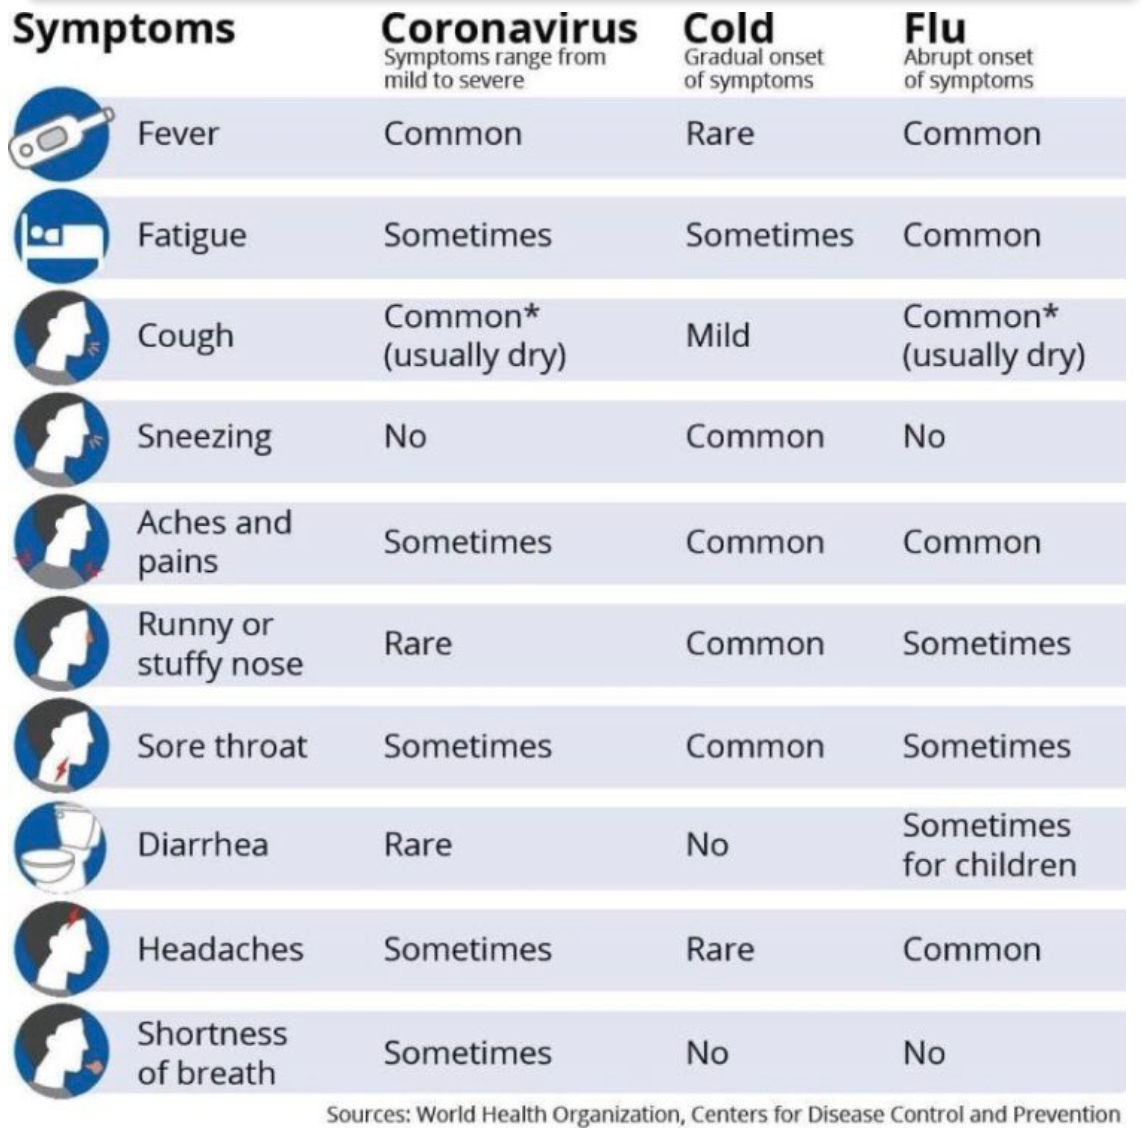 Symptoms Coronavirus Cold Flu
Symptoms range from Gradual onset Abrupt onset
mild to severe of symptoms of symptoms
Fever Common Rare Common
Fatigue Sometimes Sometimes Common
Cough Common* (usually dry) Mild Common* (usually dry)
Sneezing No Common No
Aches and pains Sometimes Common Common
Runny or stuffy nose Rare Common Sometimes
Sore throat Sometimes Common Sometimes
Diarrhea Rare No Sometimes for children
Headaches Sometimes Rare Common
Shortness of breath Sometimes No No
Sources: World Health Organization, Centers for Disease Control and Prevention